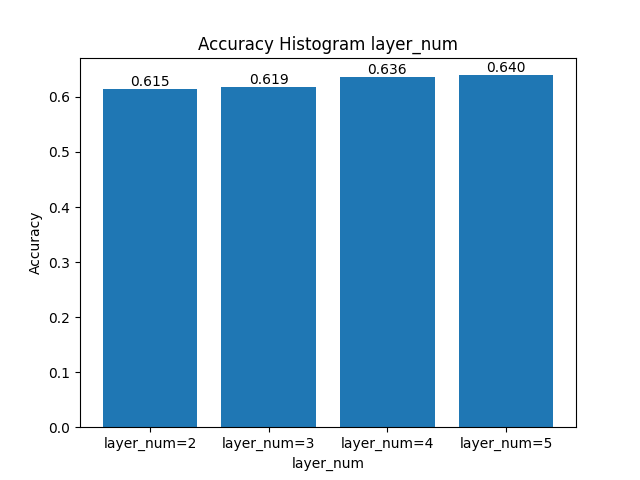 Accuracy Histogram layer_num
0.615
0.619
0.636
0.640
Accuracy
0.6
0.5
0.4
0.3
0.2
0.1
0.0
layer_num=2
layer_num=3
layer_num=4
layer_num=5
layer_num